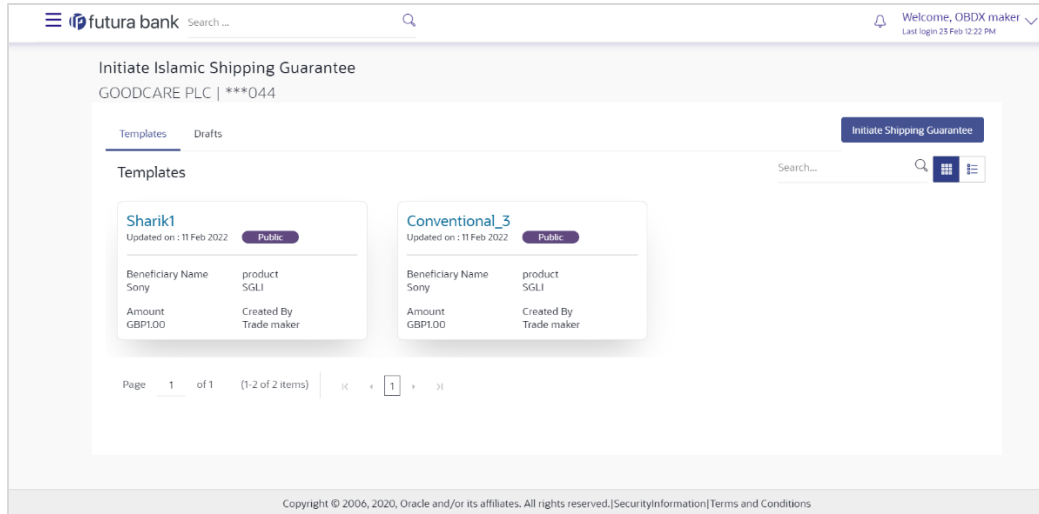 futura bank Search ... Welcome, OBDX maker
Last login 23 Feb 12:22 PM
Initiate Islamic Shipping Guarantee
GOODCARE PLC | ***044
Templates Drafts Initiate Shipping Guarantee
Templates Search...
Sharik1 Conventional_3
Updated on : 11 Feb 2022 Public Updated on : 11 Feb 2022 Public
Beneficiary Name product Beneficiary Name product
Sony SGLI Sony SGLI
Amount Created By Amount Created By
GBP1.00 Trade maker GBP1.00 Trade maker
Page 1 of 1 (1-2 of 2 items) 1
Copyright © 2006, 2020, Oracle and/or its affiliates. All rights reserved.|SecurityInformation|Terms and Conditions